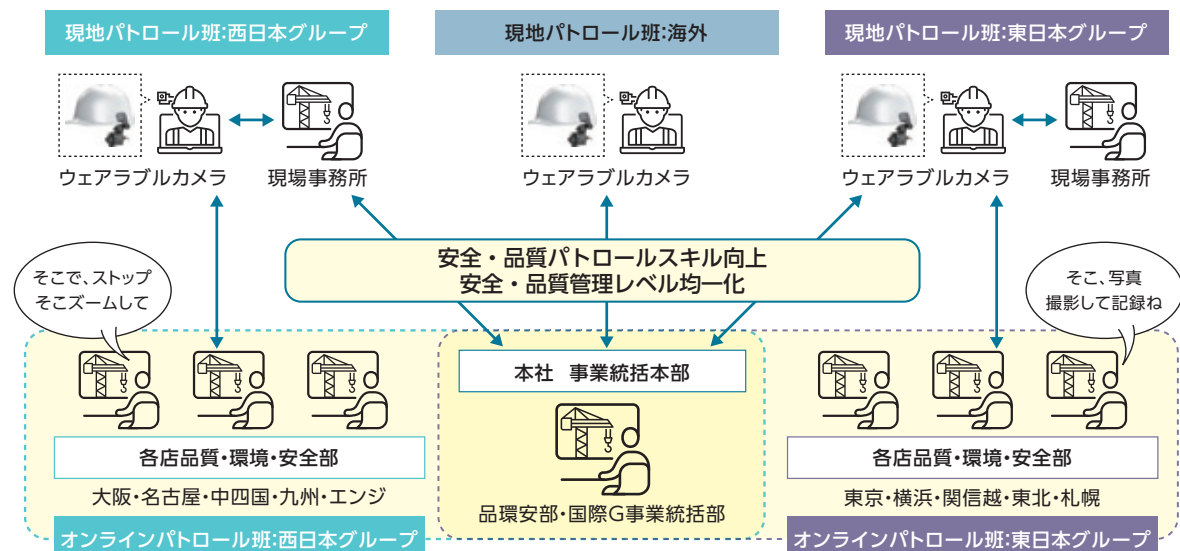 現地パトロール班:西日本グループ
現地パトロール班:海外
現地パトロール班:東日本グループ
ウェアラブルカメラ
現場事務所
ウェアラブルカメラ
ウェアラブルカメラ
現場事務所
安全・品質パトロールスキル向上
安全・品質管理レベル均一化
そこで、ストップ
そこズームして
そこ、写真
撮影して記録ね
本社 事業統括本部
各店品質・環境・安全部
大阪・名古屋・中四国・九州・エンジ
品環安部・国際G事業統括部
各店品質・環境・安全部
東京・横浜・関信越・東北・札幌
オンラインパトロール班:西日本グループ
オンラインパトロール班:東日本グループ